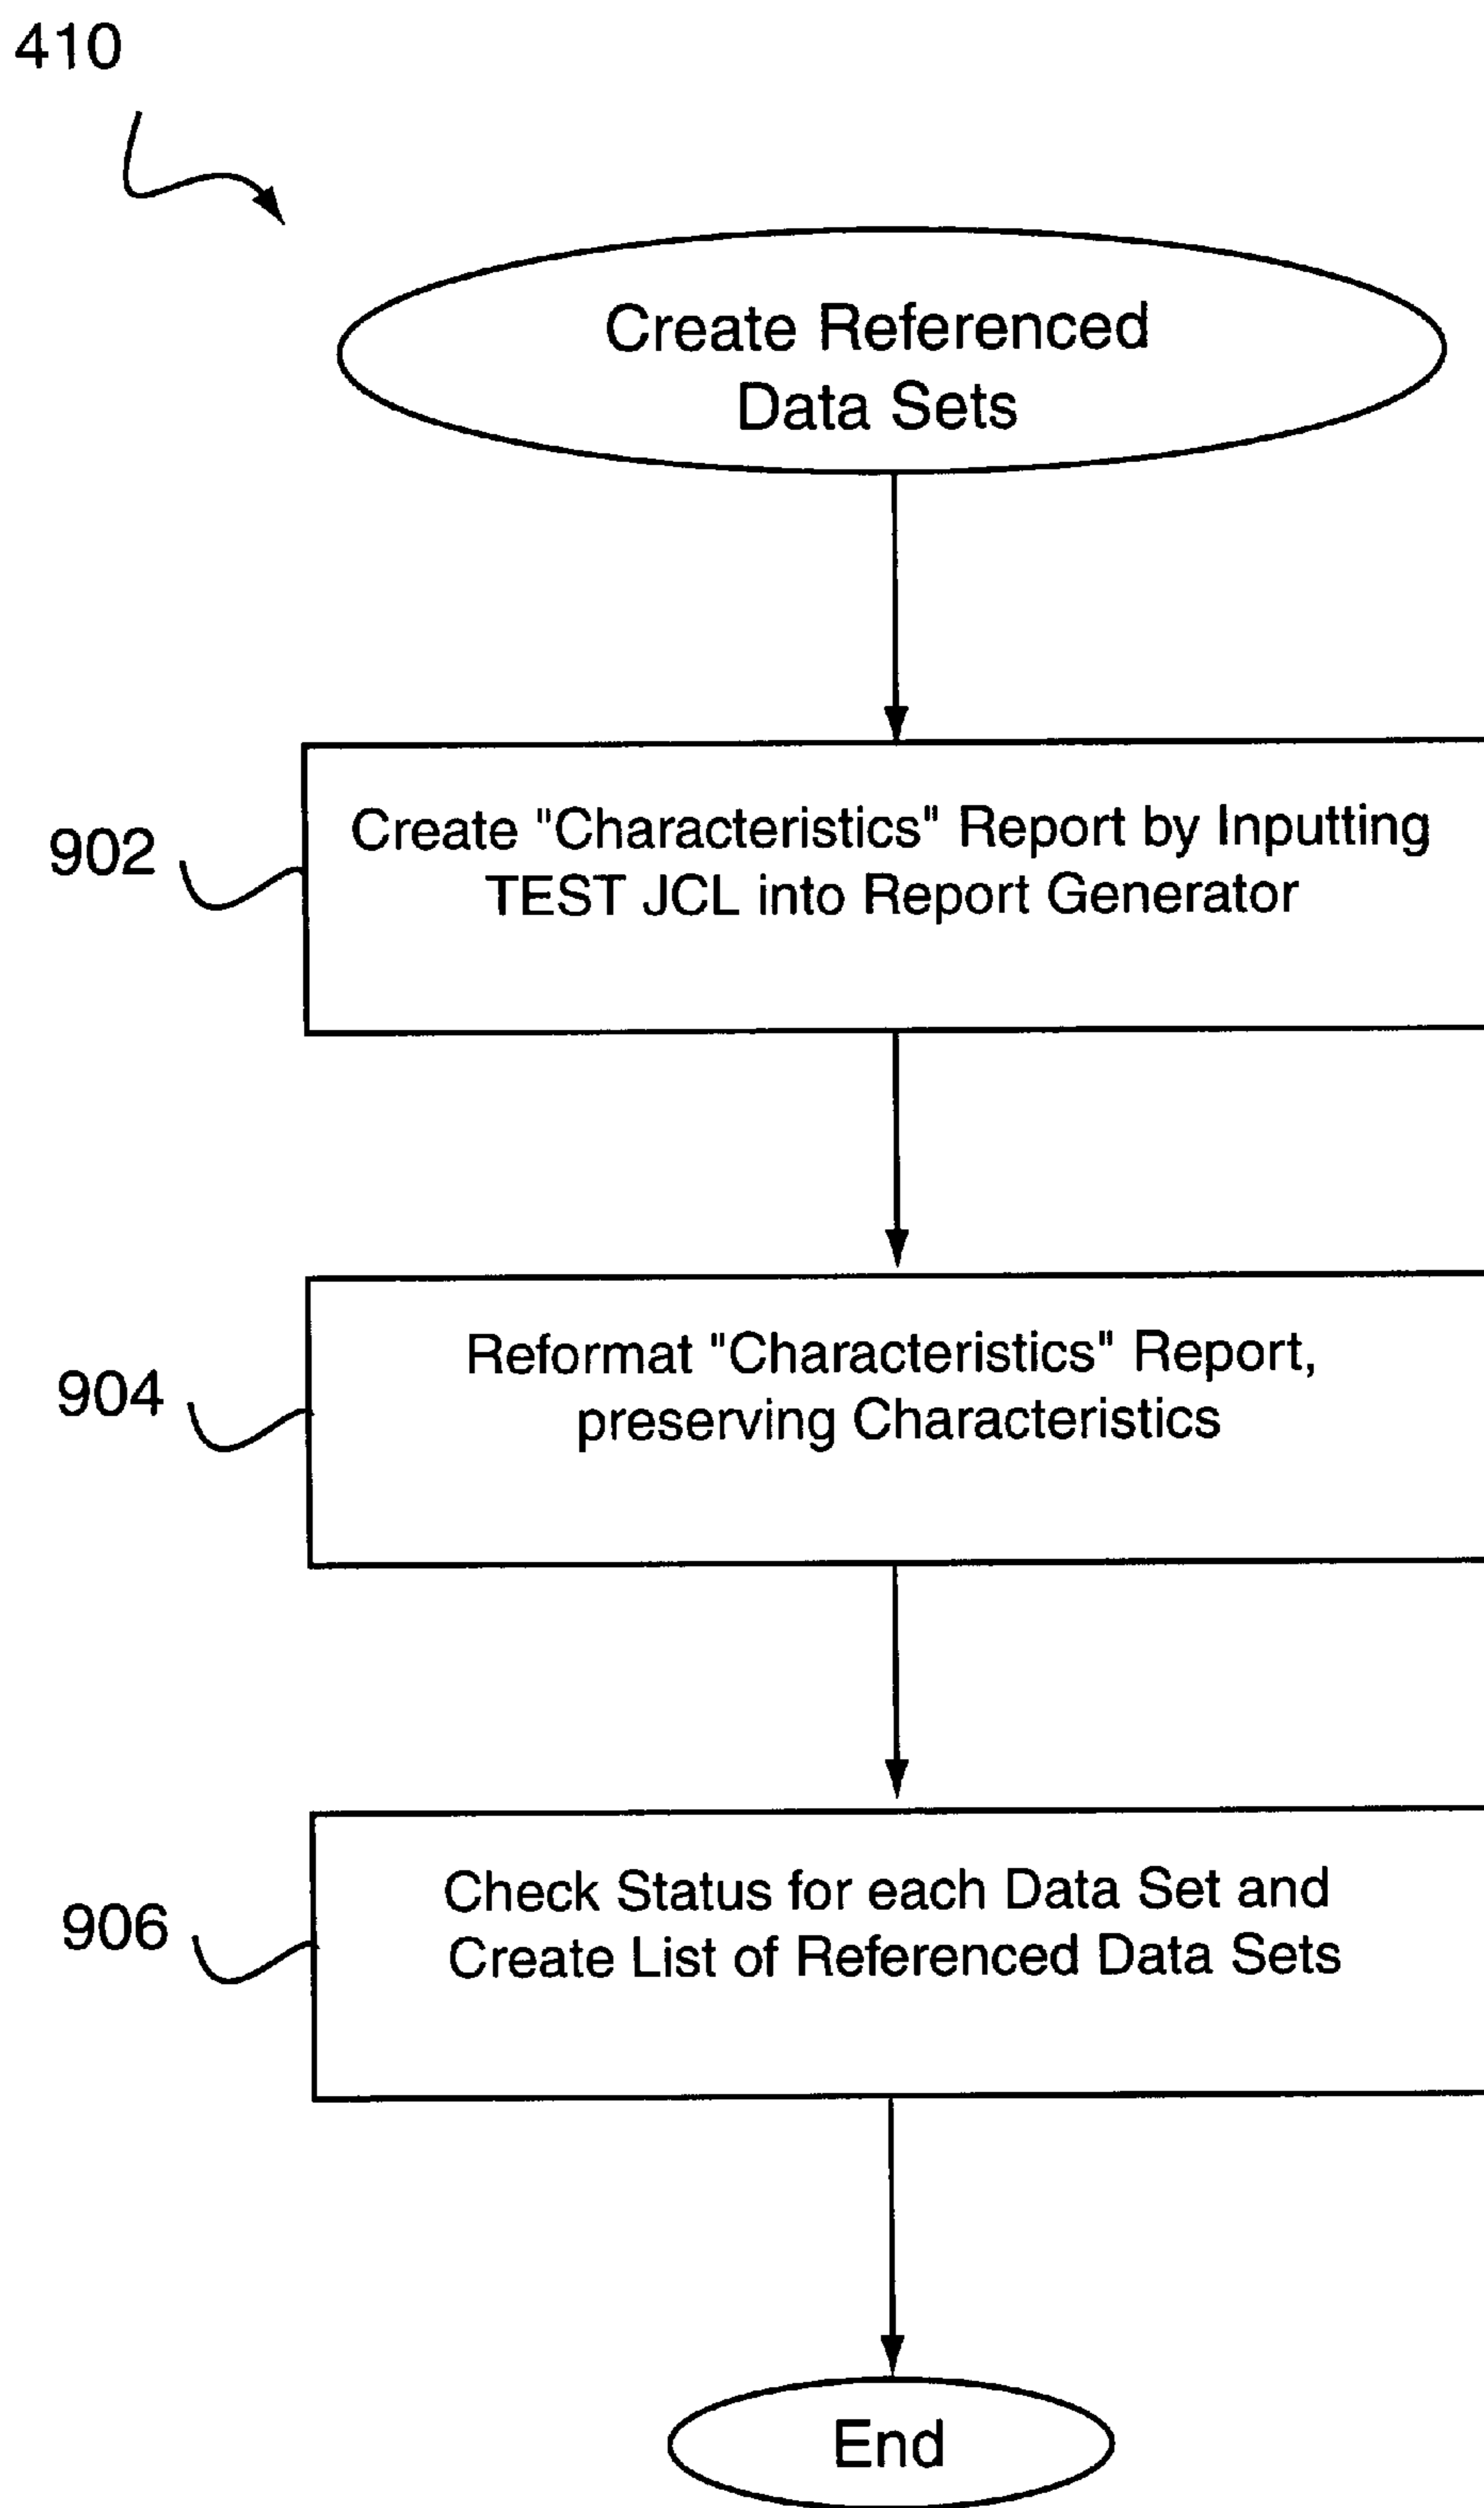 410
Create Referenced
Data Sets
902
Create "Characteristics" Report by Inputting
TEST JCL into Report Generator
904
Reformat "Characteristics" Report,
preserving Characteristics
906
Check Status for each Data Set and
Create List of Referenced Data Sets
End